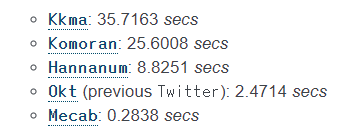 Kkma: 35.7163 secs
Komoran: 25.6008 secs
Hannanum: 8.8251 secs
Okt (previous Twitter): 2.4714 secs
Mecab: 0.2838 secs